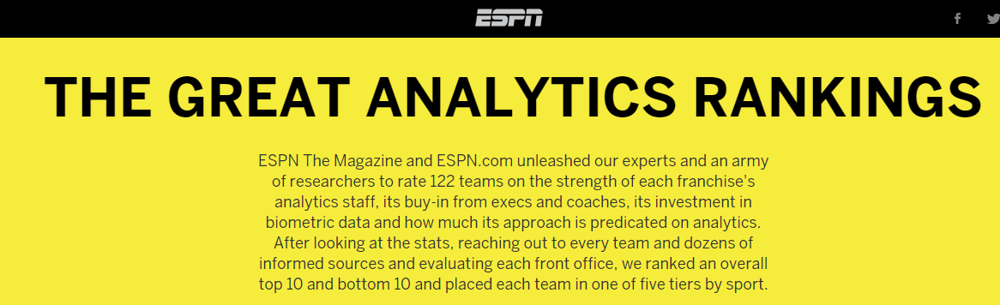 ESPN
THE GREAT ANALYTICS RANKINGS
ESPN The Magazine and ESPN.com unleashed our experts and an army
of researchers to rate 122 teams on the strength of each franchise's
analytics staff, its buy-in from execs and coaches, its investment in
biometric data and how much its approach is predicated on analytics.
After looking at the stats, reaching out to every team and dozens of
informed sources and evaluating each front office, we ranked an overall
top 10 and bottom 10 and placed each team in one of five tiers by sport.